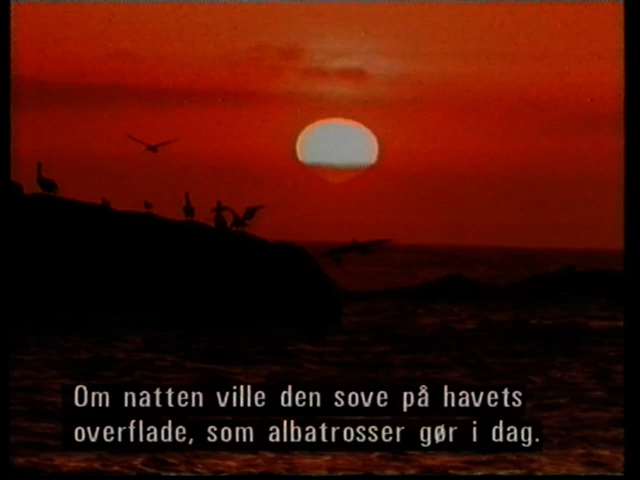 Om natten ville den sove på havets
overflade, som albatrosser gør i dag.